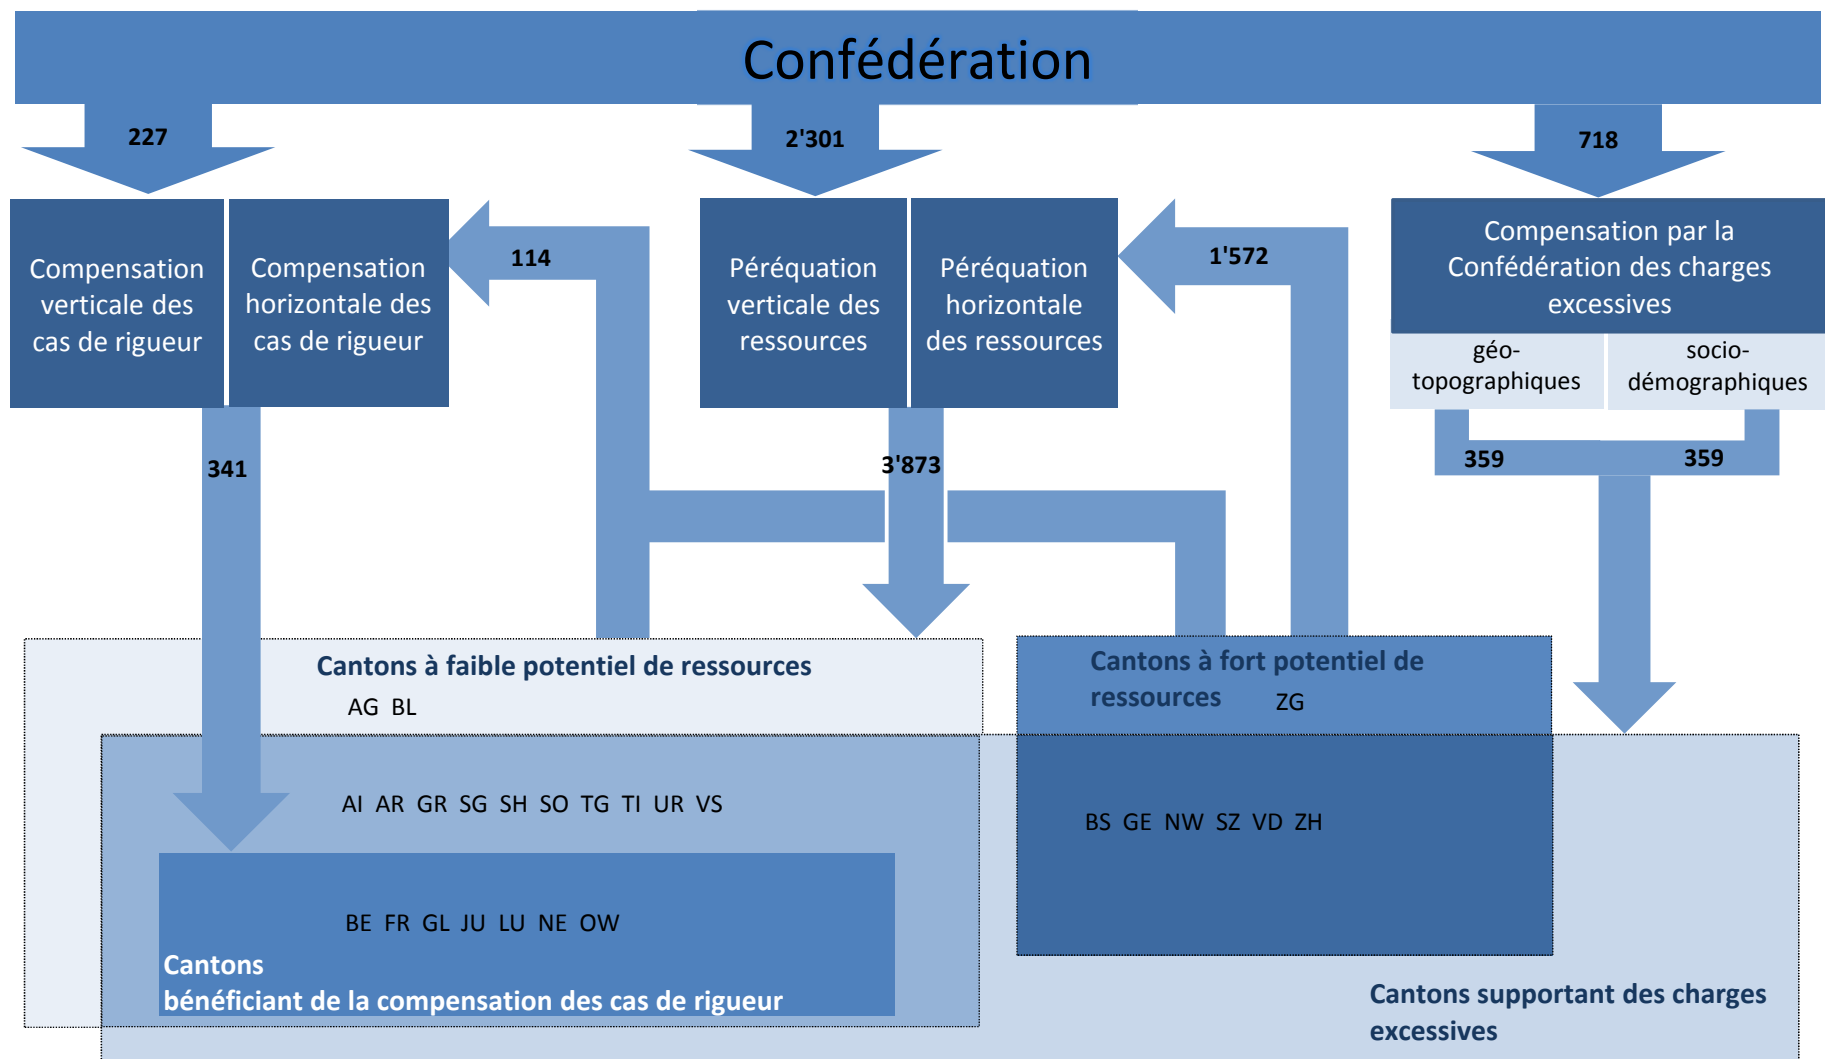 Confédération
227
2'301
718
Compensation
verticale des
cas de rigueur
Compensation
horizontale des
cas de rigueur
114
Péréquation
verticale des
ressources
Péréquation
horizontale
des ressources
1'572
Compensation par la
Confédération des charges
excessives
géo-
topographiques
socio-
démographiques
341
3'873
359
359
Cantons à faible potentiel de ressources
AG BL
Cantons à fort potentiel de
ressources
ZG
AI AR GR SG SH SO TG TI UR VS
BS GE NW SZ VD ZH
BE FR GL JU LU NE OW
Cantons
bénéficiant de la compensation des cas de rigueur
Cantons supportant des charges
excessives